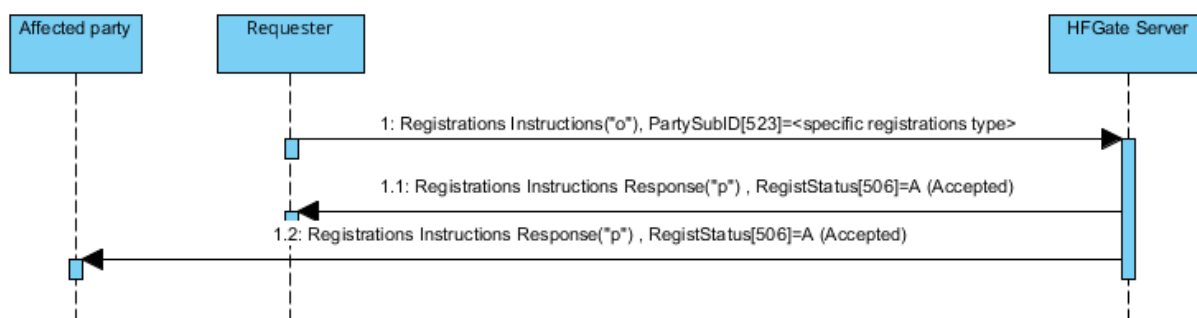 Affected party
Requester
HFGate Server
1: Registrations Instructions("o"), PartySubID[523]=<specific registrations type>
1.1: Registrations Instructions Response("p") , RegistStatus[506]=A (Accepted)
1.2: Registrations Instructions Response("p") , RegistStatus[506]=A (Accepted)